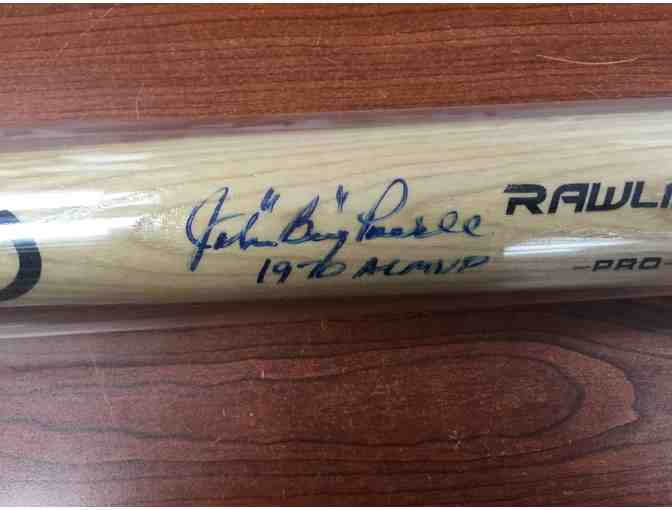 John "Boog" Powell
1970 AL MVP
RAWLI
-PRO-